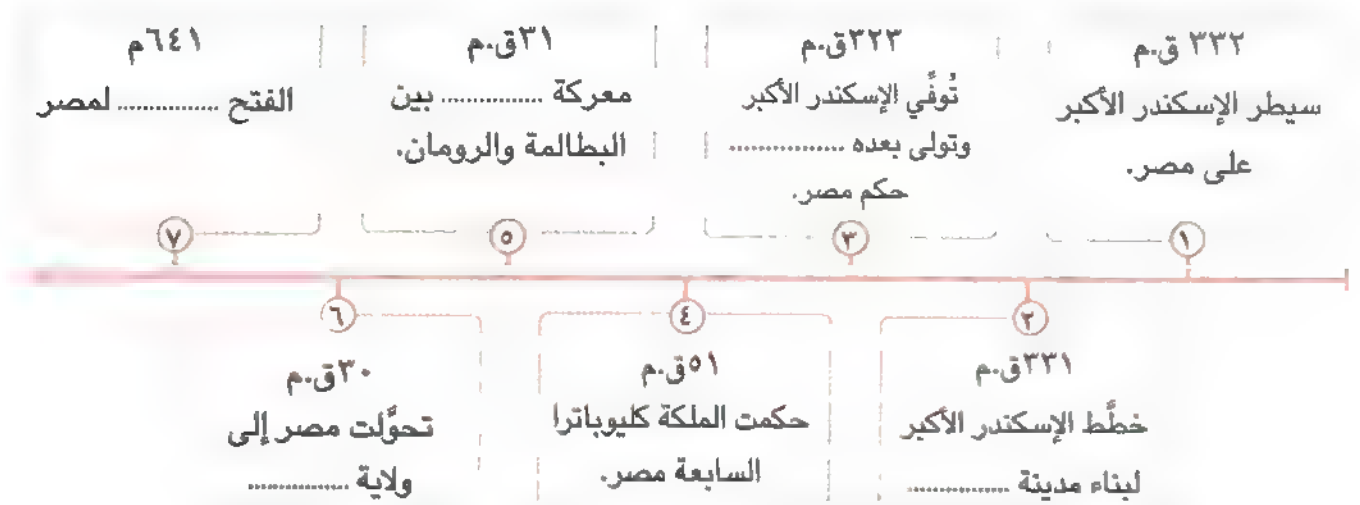 ٣٣٢ ق.م
سيطر الإسكندر الأكبر
على مصر.
١
٣٣١ق.م
خطَّط الإسكندر الأكبر
لبناء مدينة ..............
٢
٣٢٣ق.م
تُوفِّي الإسكندر الأكبر
وتولى بعده ..............
حكم مصر.
٣
٥١ق.م
حكمت الملكة كليوباترا
السابعة مصر.
٤
٣١ق.م
معركة .............. بين
البطالمة والرومان.
٥
٣٠ق.م
تحوَّلت مصر إلى
ولاية ..............
٦
٦٤١م
الفتح .............. لمصر
٧